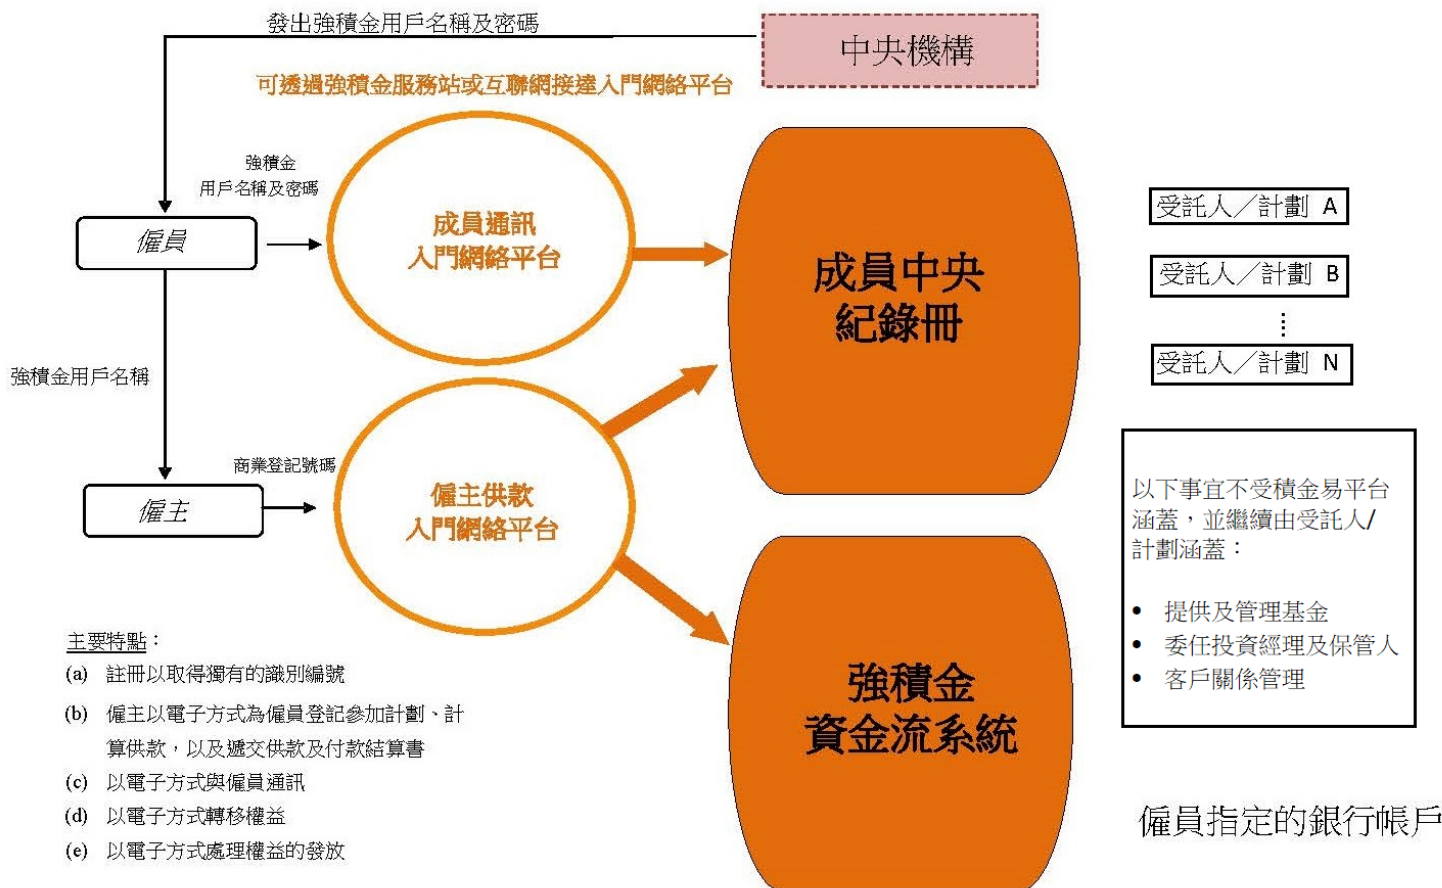 發出強積金用戶名稱及密碼
中央機構
可透過強積金服務站或互聯網接達入門網絡平台
強積金
用戶名稱及密碼
僱員
成員通訊
入門網絡平台
成員中央
紀錄冊
受託人／計劃 A
受託人／計劃 B
受託人／計劃 N
強積金用戶名稱
商業登記號碼
僱主
僱主供款
入門網絡平台
強積金
資金流系統
以下事宜不受積金易平台
涵蓋，並繼續由受託人/
計劃涵蓋：
• 提供及管理基金
• 委任投資經理及保管人
• 客戶關係管理
主要特點：
(a) 註冊以取得獨有的識別編號
(b) 僱主以電子方式為僱員登記參加計劃、計
算供款，以及遞交供款及付款結算書
(c) 以電子方式與僱員通訊
(d) 以電子方式轉移權益
(e) 以電子方式處理權益的發放
僱員指定的銀行帳戶